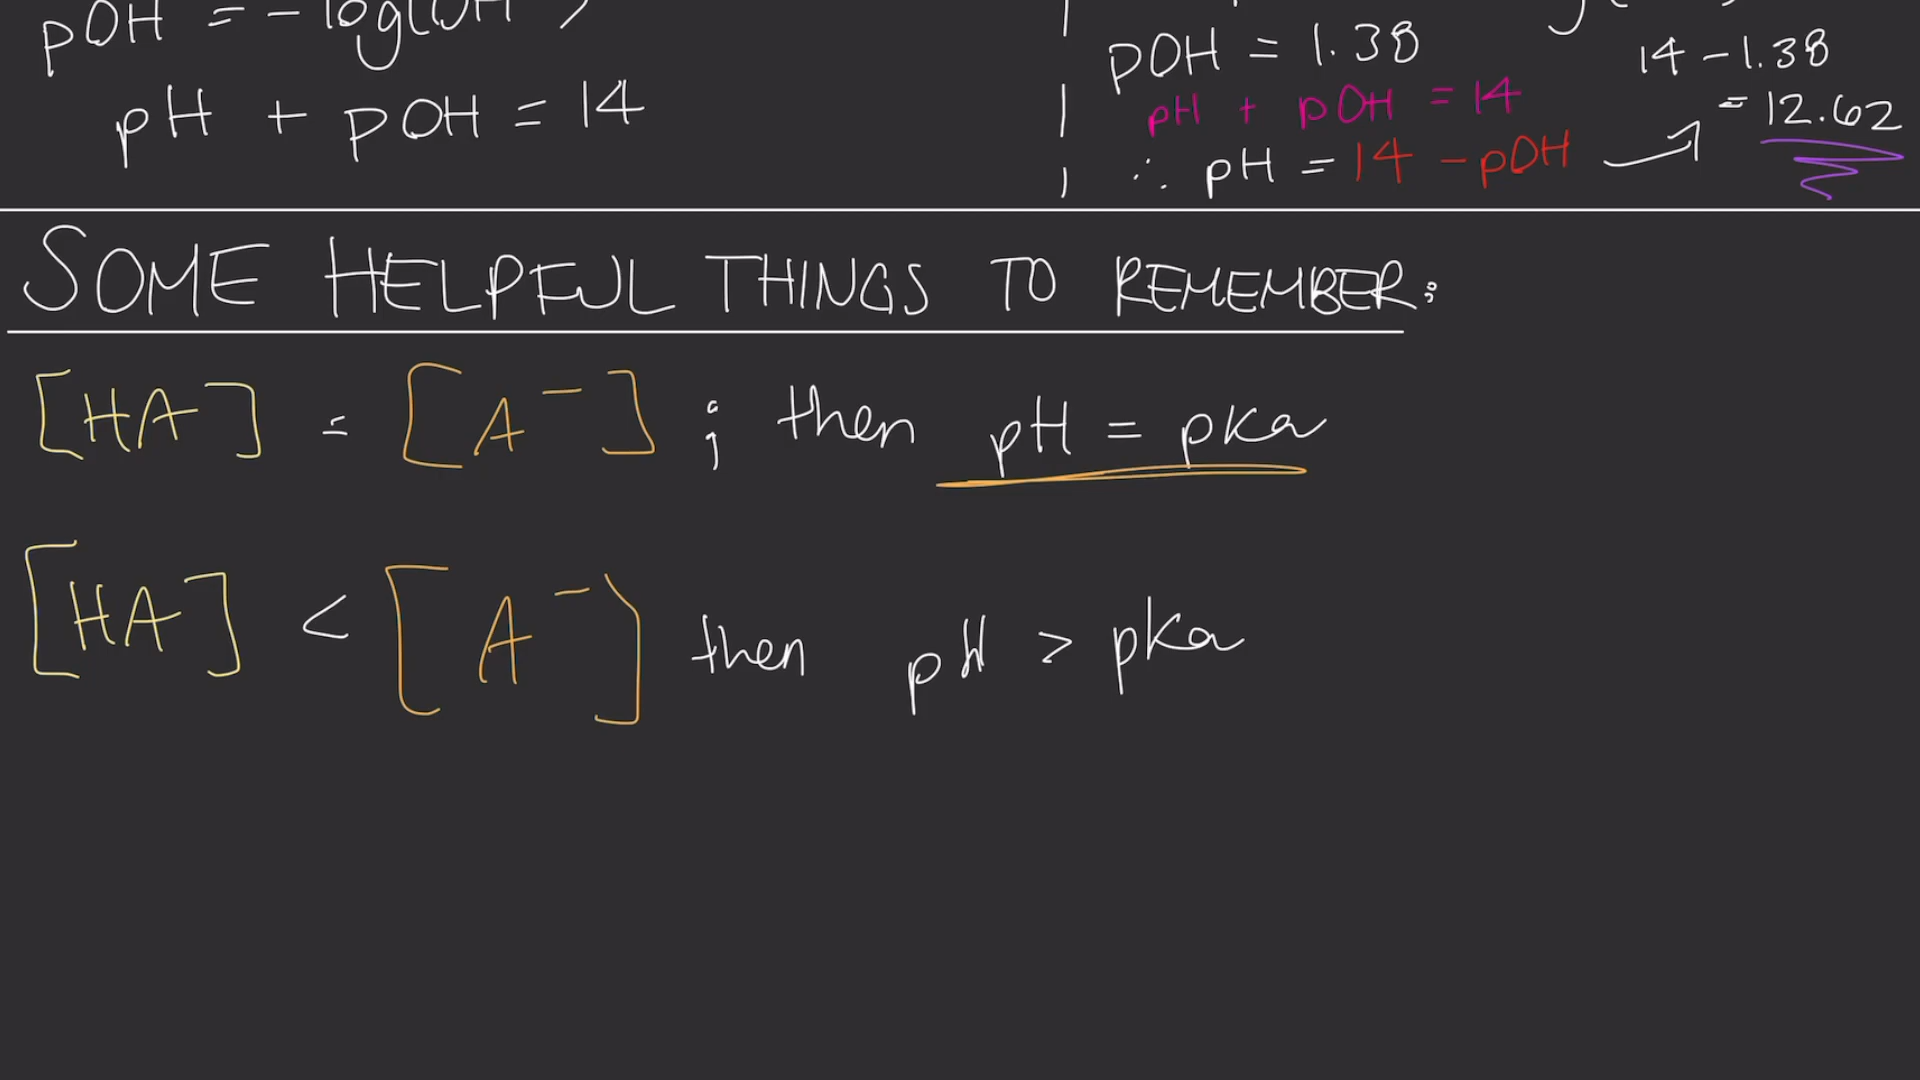 pOH = - log(OH
pH + pOH = 14
pOH = 1.38
pH + pOH = 14
∴ pH = 14 - pOH
14 - 1.38
= 12.62
SOME HELPFUL THINGS TO REMEMBER:
[HA] = [A⁻] ; then pH = pka
[HA] < [A⁻] then pH > pka